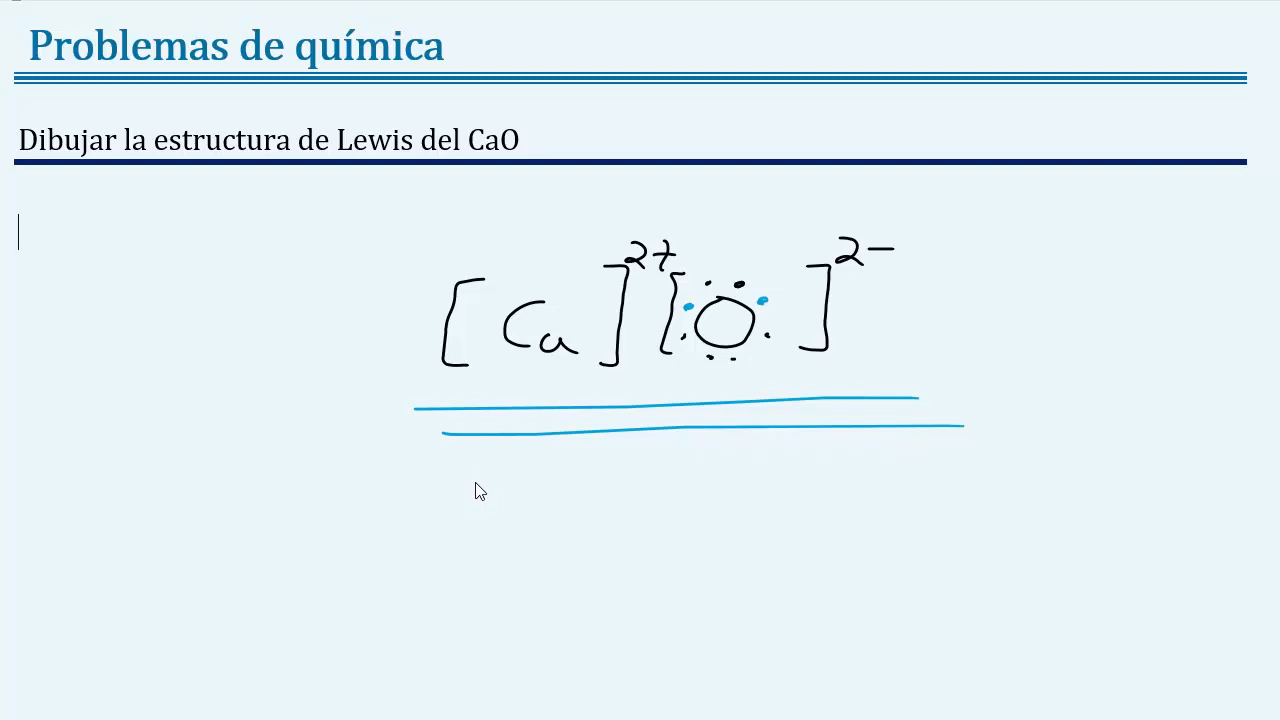 Problemas de química
Dibujar la estructura de Lewis del CaO
[Ca]²⁺[O]²⁻